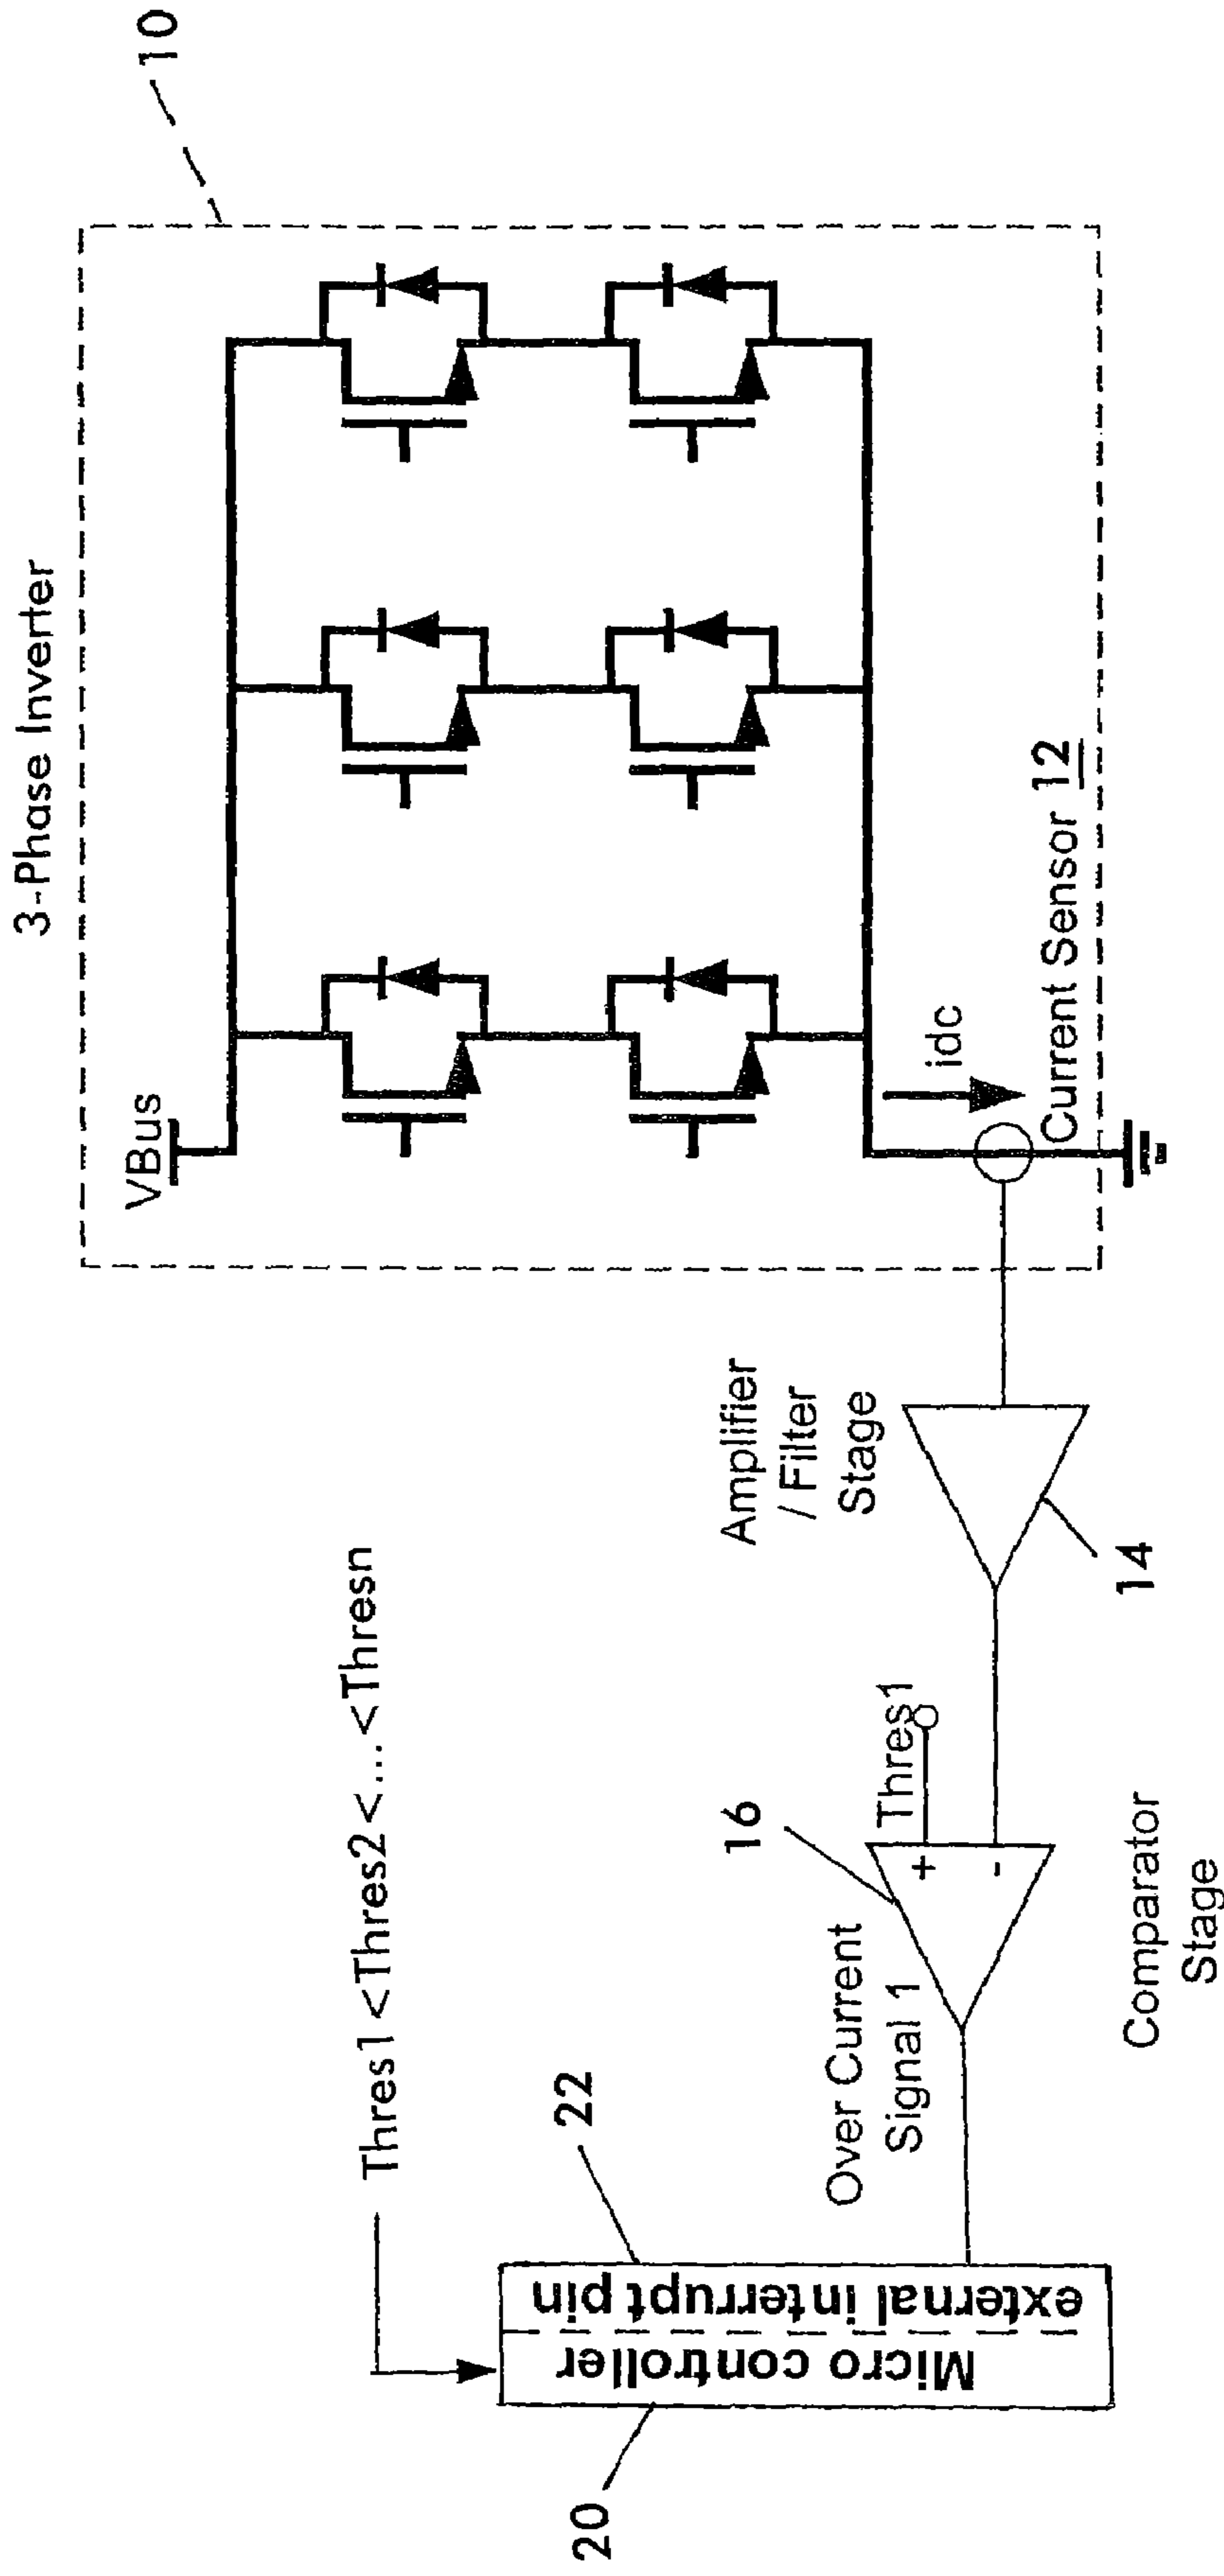 3-Phase Inverter
10
VBus
idc
Current Sensor 12
Amplifier
/ Filter
Stage
14
Thres1 <Thres2 <... <Thresn
Thres1
16
+
-
Over Current
Signal 1
Comparator
Stage
22
external interrupt pin
Micro controller
20